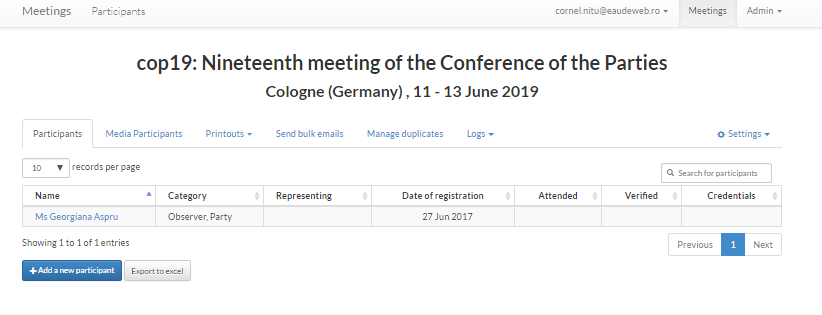 Meetings Participants cornel.nitu@eaudeweb.ro Meetings Admin
cop19: Nineteenth meeting of the Conference of the Parties
Cologne (Germany) , 11 - 13 June 2019
Participants Media Participants Printouts Send bulk emails Manage duplicates Logs Settings
10 records per page Search for participants
Name Category Representing Date of registration Attended Verified Credentials
Ms Georgiana Aspru Observer, Party 27 Jun 2017
Showing 1 to 1 of 1 entries Previous 1 Next
+ Add a new participant Export to excel